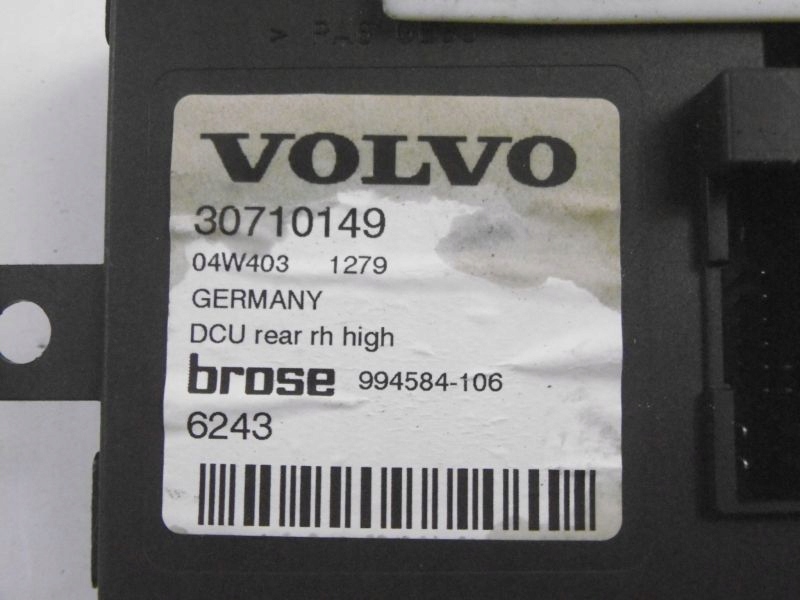 VOLVO
30710149
04W403 1279
GERMANY
DCU rear rh high
brose 994584-106
6243